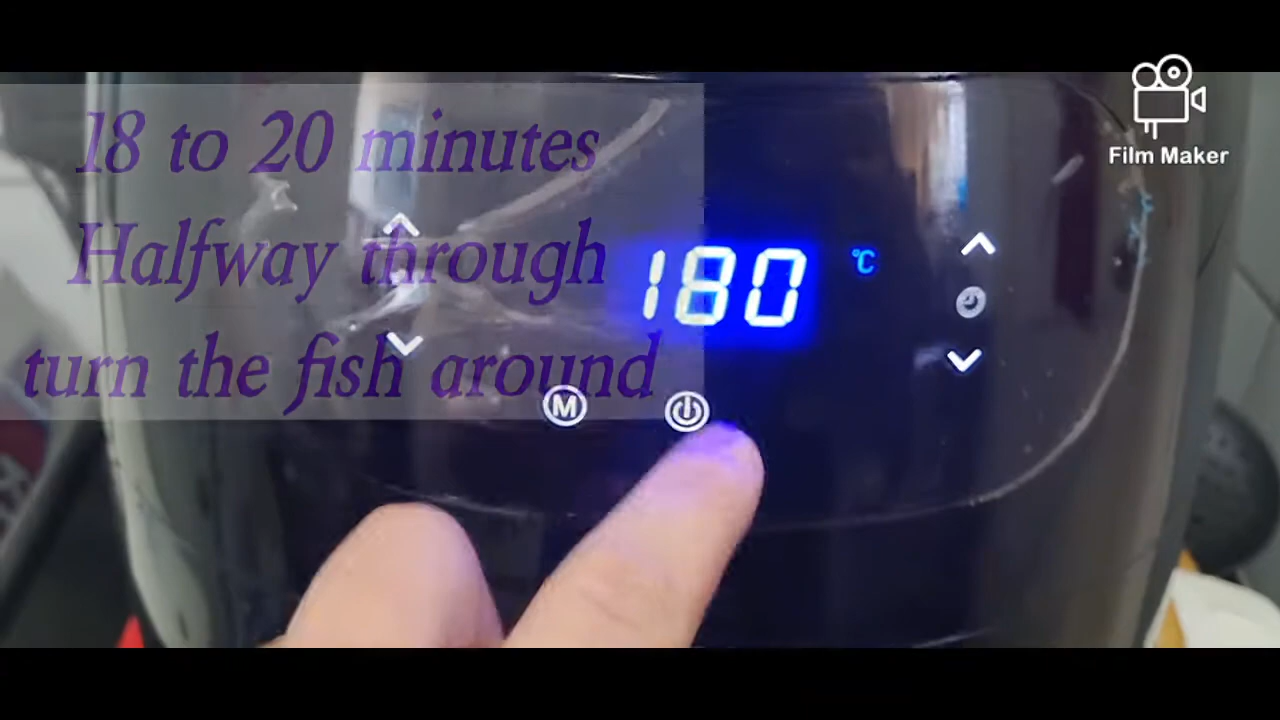 18 to 20 minutes
Halfway through
turn the fish around
180 °C
M
Film Maker